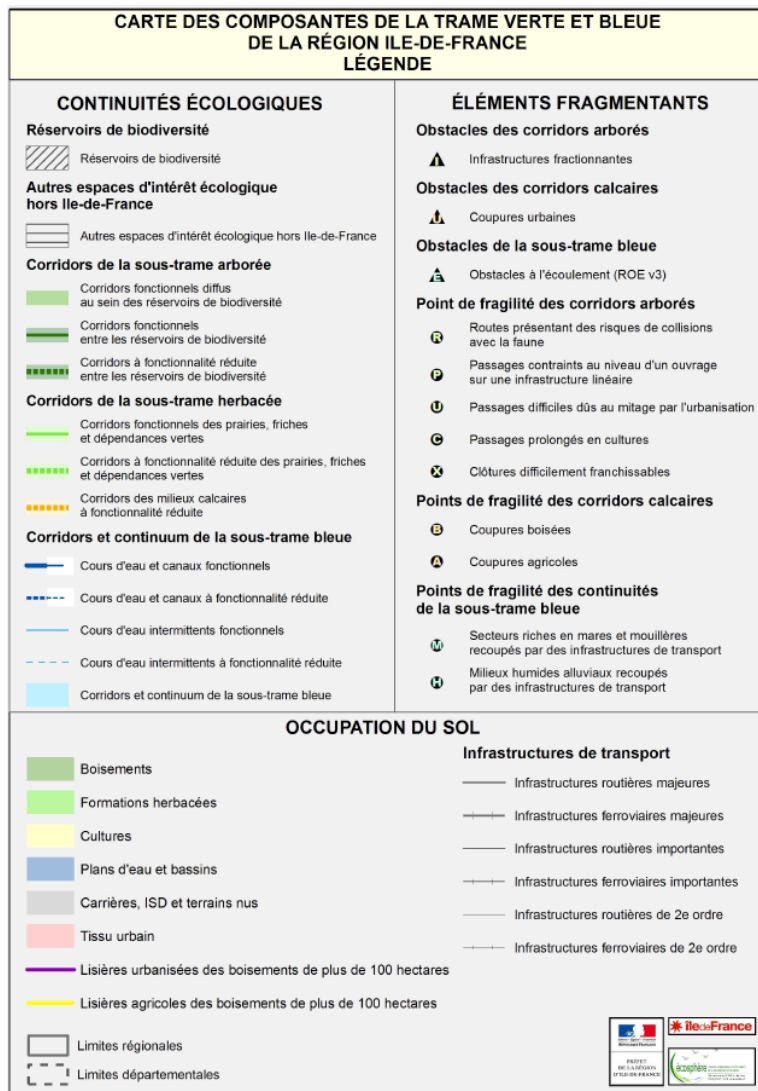 CARTE DES COMPOSANTES DE LA TRAME VERTE ET BLEUE
DE LA RÉGION ILE-DE-FRANCE
LÉGENDE
CONTINUITÉS ÉCOLOGIQUES
Réservoirs de biodiversité
Réservoirs de biodiversité
Autres espaces d'intérêt écologique
hors Ile-de-France
Autres espaces d'intérêt écologique hors Ile-de-France
Corridors de la sous-trame arborée
Corridors fonctionnels diffus
au sein des réservoirs de biodiversité
Corridors fonctionnels
entre les réservoirs de biodiversité
Corridors à fonctionnalité réduite
entre les réservoirs de biodiversité
Corridors de la sous-trame herbacée
Corridors fonctionnels des prairies, friches
et dépendances vertes
Corridors à fonctionnalité réduite des prairies, friches
et dépendances vertes
Corridors des milieux calcaires
à fonctionnalité réduite
Corridors et continuum de la sous-trame bleue
Cours d'eau et canaux fonctionnels
Cours d'eau et canaux à fonctionnalité réduite
Cours d'eau intermittents fonctionnels
Cours d'eau intermittents à fonctionnalité réduite
Corridors et continuum de la sous-trame bleue
ÉLÉMENTS FRAGMENTANTS
Obstacles des corridors arborés
I Infrastructures fractionnantes
Obstacles des corridors calcaires
U Coupures urbaines
Obstacles de la sous-trame bleue
E Obstacles à l'écoulement (ROE v3)
Point de fragilité des corridors arborés
R Routes présentant des risques de collisions
avec la faune
P Passages contraints au niveau d'un ouvrage
sur une infrastructure linéaire
U Passages difficiles dûs au mitage par l'urbanisation
C Passages prolongés en cultures
X Clôtures difficilement franchissables
Points de fragilité des corridors calcaires
B Coupures boisées
A Coupures agricoles
Points de fragilité des continuités
de la sous-trame bleue
M Secteurs riches en mares et mouillères
recoupés par des infrastructures de transport
H Milieux humides alluviaux recoupés
par des infrastructures de transport
OCCUPATION DU SOL
Boisements
Formations herbacées
Cultures
Plans d'eau et bassins
Carrières, ISD et terrains nus
Tissu urbain
Lisières urbanisées des boisements de plus de 100 hectares
Lisières agricoles des boisements de plus de 100 hectares
Limites régionales
Limites départementales
Infrastructures de transport
Infrastructures routières majeures
Infrastructures ferroviaires majeures
Infrastructures routières importantes
Infrastructures ferroviaires importantes
Infrastructures routières de 2e ordre
Infrastructures ferroviaires de 2e ordre
RÉPUBLIQUE FRANÇAISE
PRÉFET
DE LA RÉGION
D'ILE-DE-FRANCE
îledeFrance
écosphère